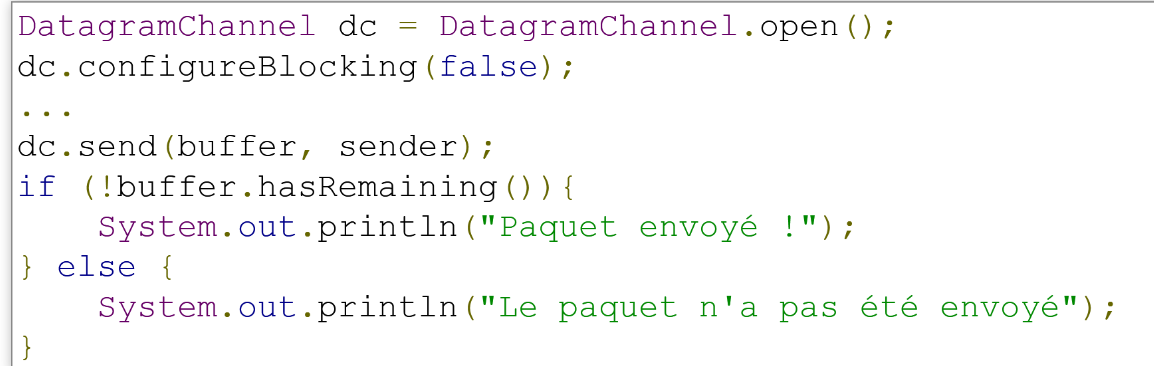 DatagramChannel dc = DatagramChannel.open();
dc.configureBlocking(false);
...
dc.send(buffer, sender);
if (!buffer.hasRemaining()){
    System.out.println("Paquet envoyé !");
} else {
    System.out.println("Le paquet n'a pas été envoyé");
}